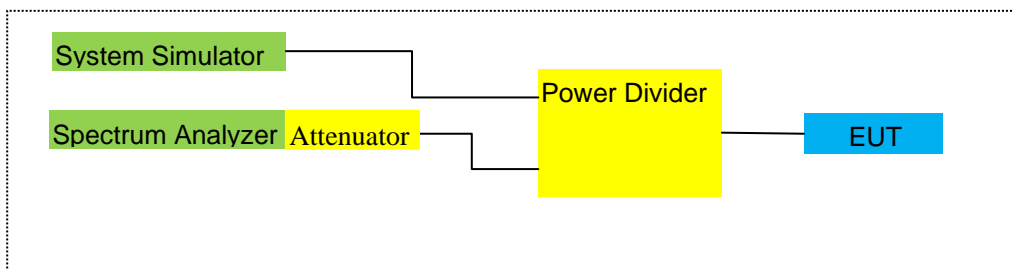 System Simulator
Power Divider
Spectrum Analyzer Attenuator
EUT